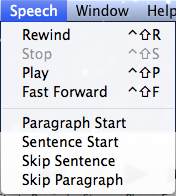 Speech Window Help
Rewind ^⇧R
Stop ^⇧S
Play ^⇧P
Fast Forward ^⇧F
Paragraph Start
Sentence Start
Skip Sentence
Skip Paragraph